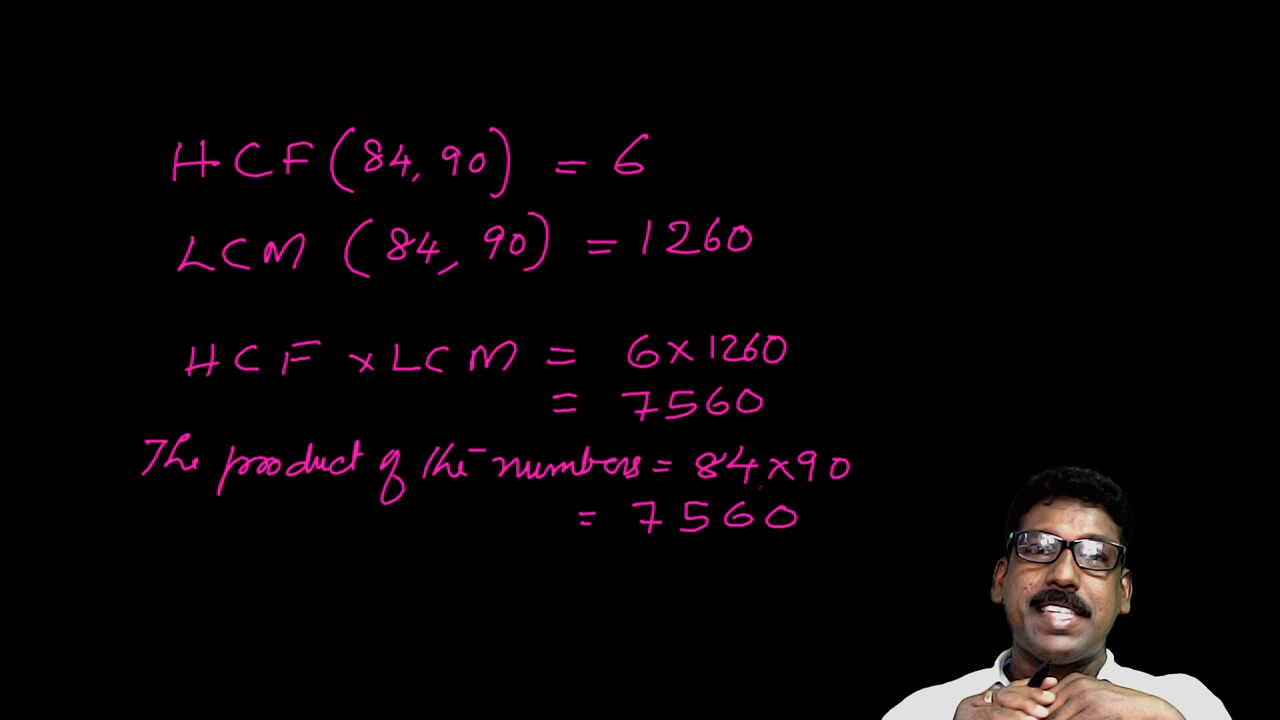 HCF(84, 90) = 6
LCM (84, 90) = 1260
HCF x LCM = 6 x 1260
= 7560
The product of the numbers = 84 x 90
= 7560